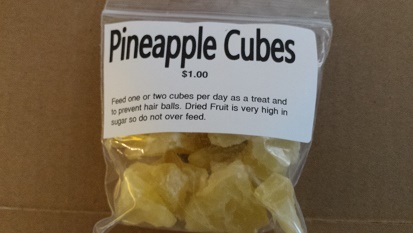 Pineapple Cubes
$1.00
Feed one or two cubes per day as a treat and
to prevent hair balls. Dried Fruit is very high in
sugar so do not over feed.